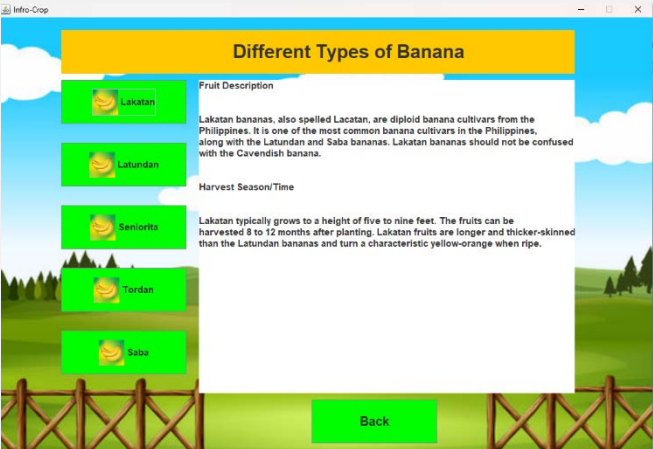 Infro-Crop
Different Types of Banana
Lakatan
Latundan
Seniorita
Tordan
Saba
Fruit Description
Lakatan bananas, also spelled Lacatan, are diploid banana cultivars from the
Philippines. It is one of the most common banana cultivars in the Philippines,
along with the Latundan and Saba bananas. Lakatan bananas should not be confused
with the Cavendish banana.
Harvest Season/Time
Lakatan typically grows to a height of five to nine feet. The fruits can be
harvested 8 to 12 months after planting. Lakatan fruits are longer and thicker-skinned
than the Latundan bananas and turn a characteristic yellow-orange when ripe.
Back